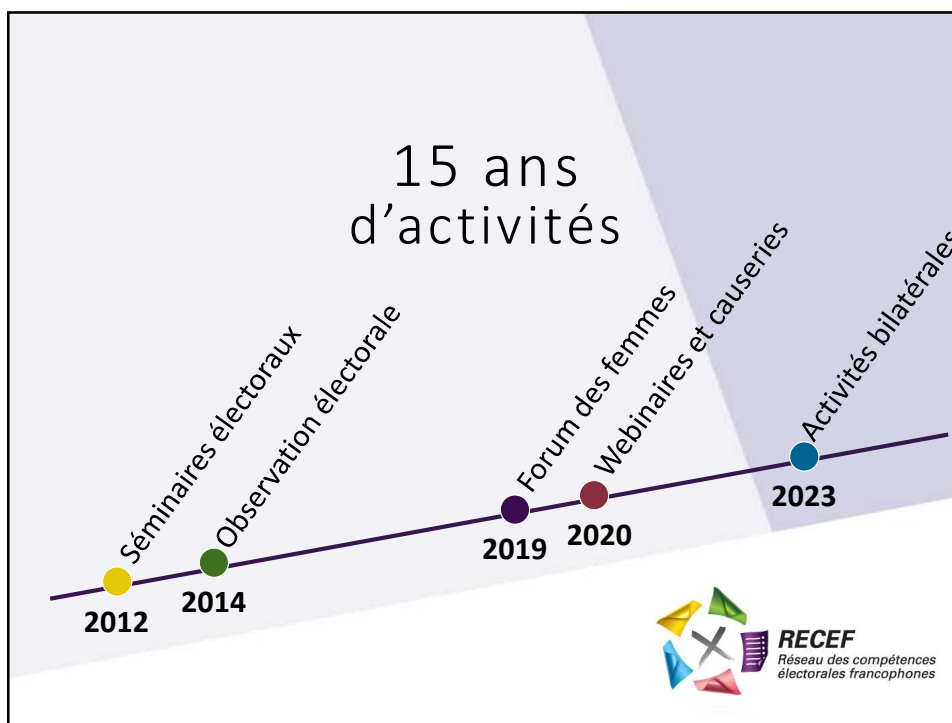 15 ans
d’activités
Séminaires électoraux
2012
Observation électorale
2014
Forum des femmes
2019
Webinaires et causeries
2020
Activités bilatérales
2023
RECEF
Réseau des compétences
électorales francophones